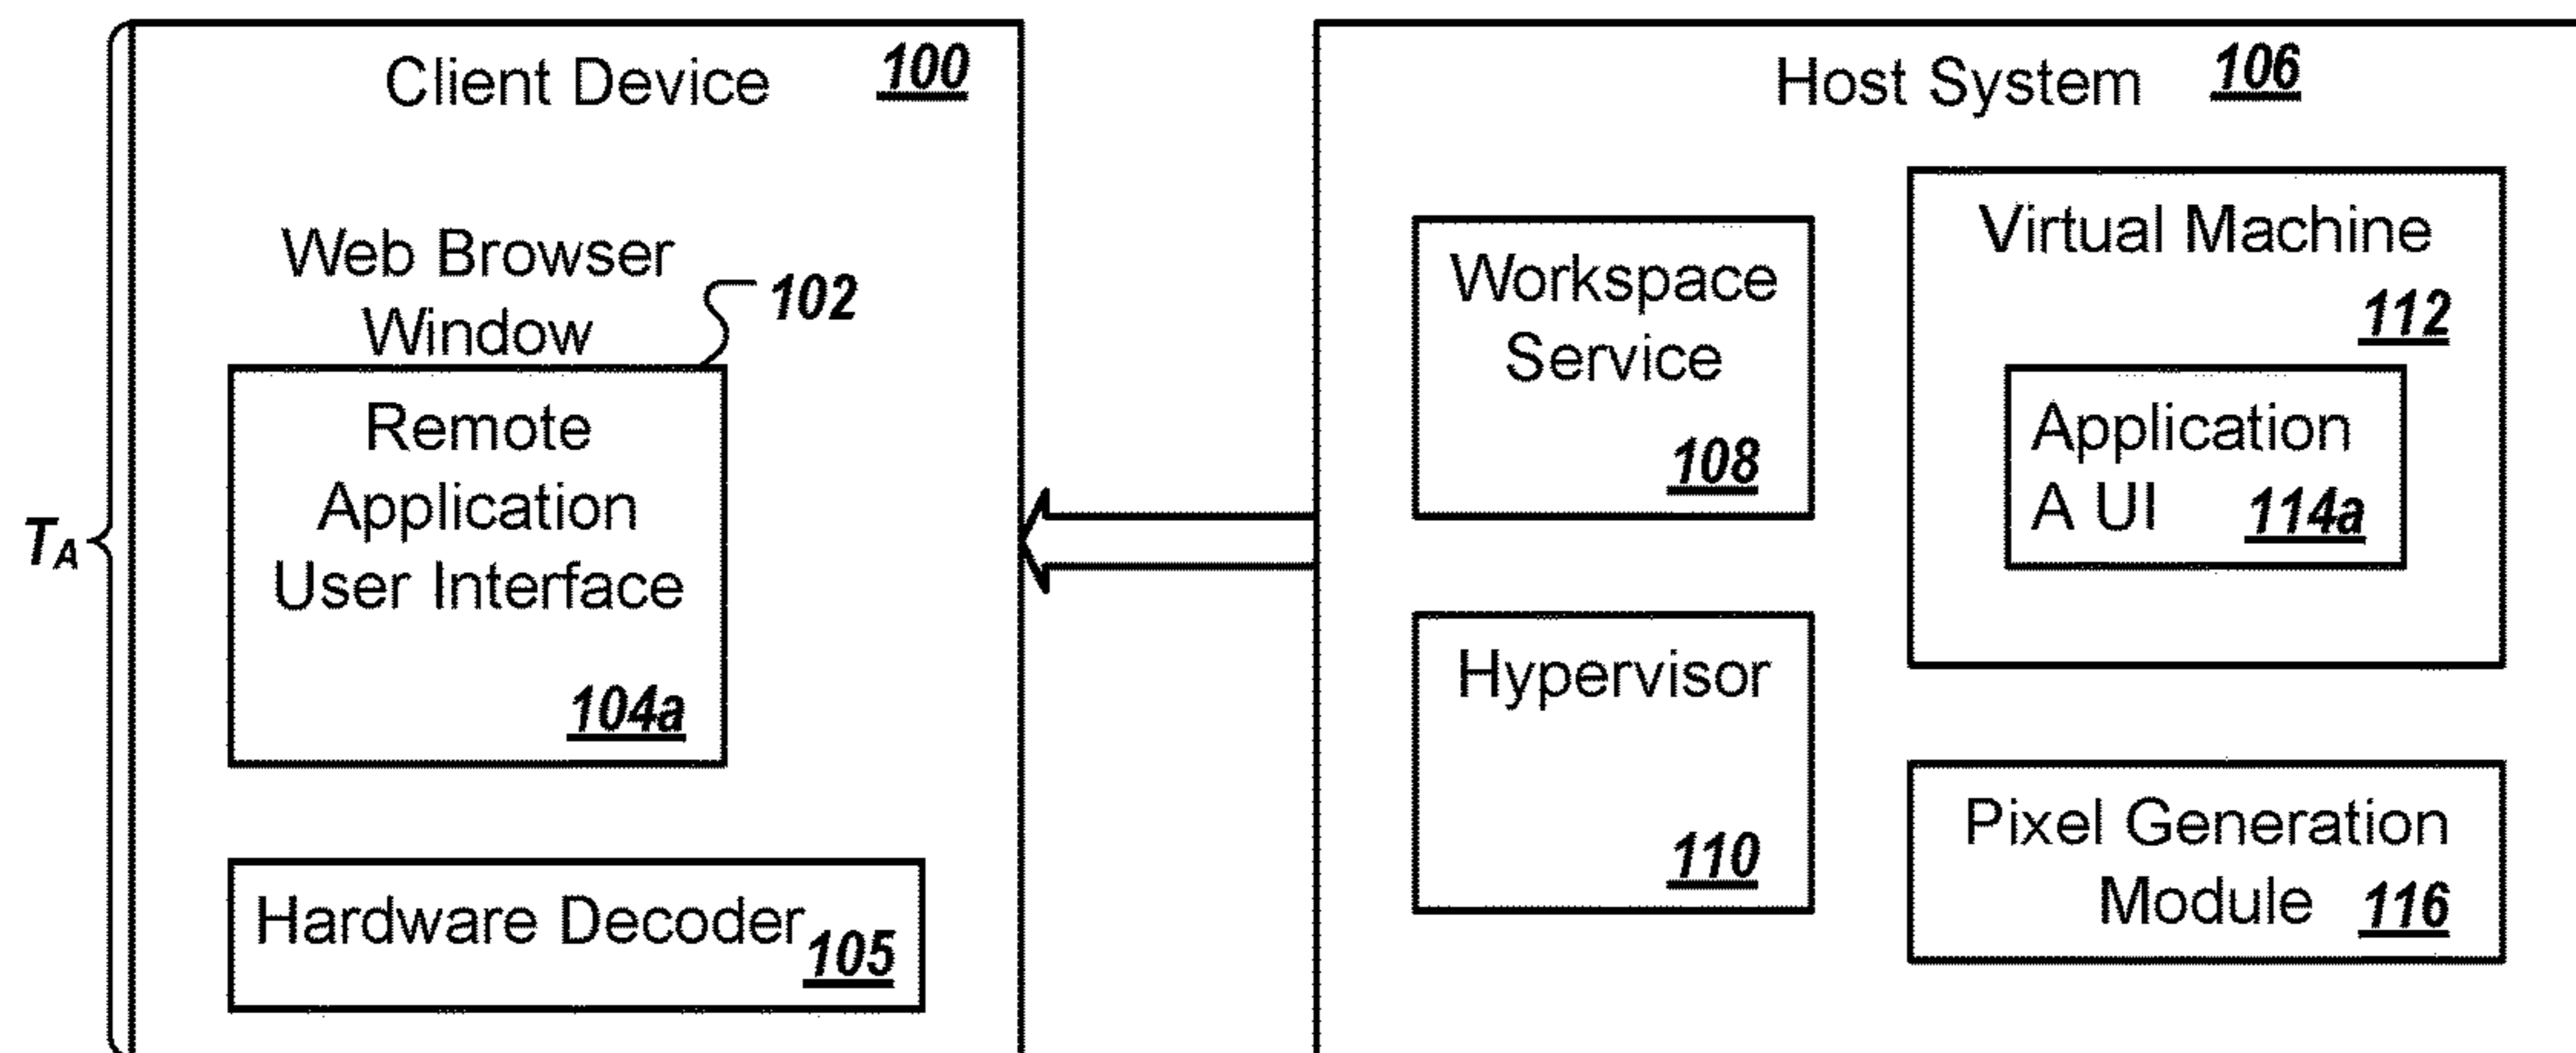 Client Device 100
Web Browser
Window
102
Remote
Application
User Interface
104a
Hardware Decoder 105
TA
Host System 106
Workspace
Service
108
Hypervisor
110
Virtual Machine
112
Application
A UI 114a
Pixel Generation
Module 116